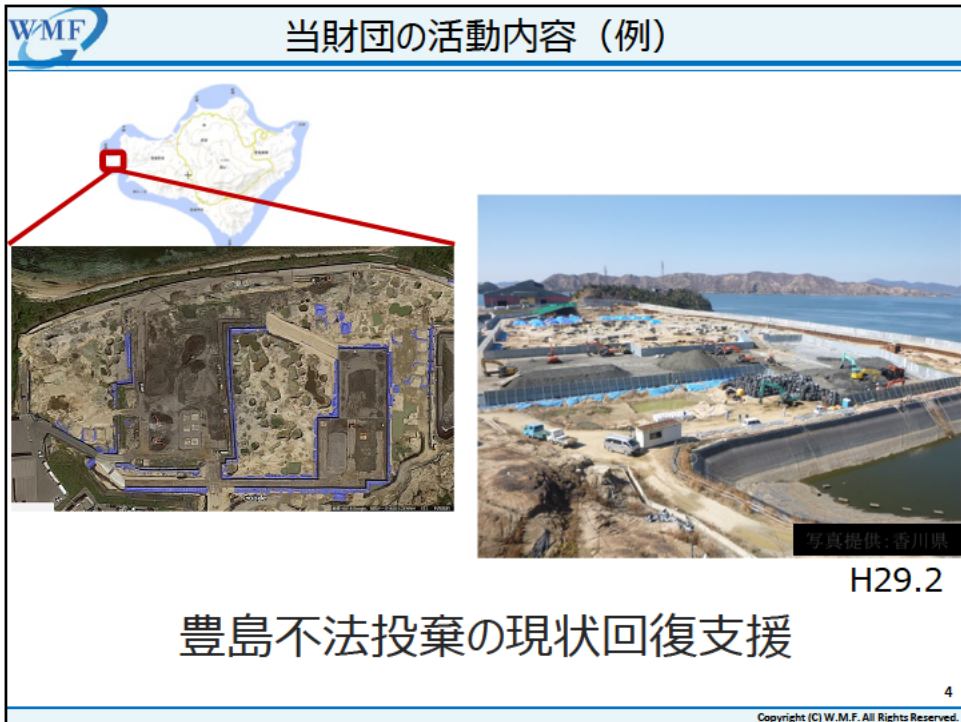 WMF
当財団の活動内容（例）
Google
写真提供:香川県
H29.2
豊島不法投棄の現状回復支援
4
Copyright (C) W.M.F. All Rights Reserved.